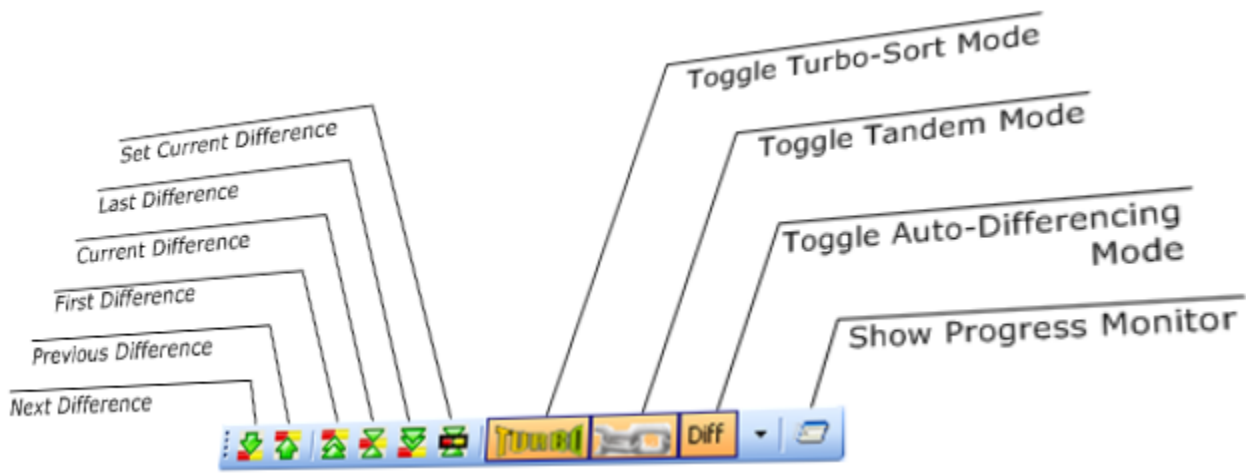 Toggle Turbo-Sort Mode
Set Current Difference
Toggle Tandem Mode
Last Difference
Current Difference
Toggle Auto-Differencing
Mode
First Difference
Show Progress Monitor
Previous Difference
Next Difference
TURBO
Diff